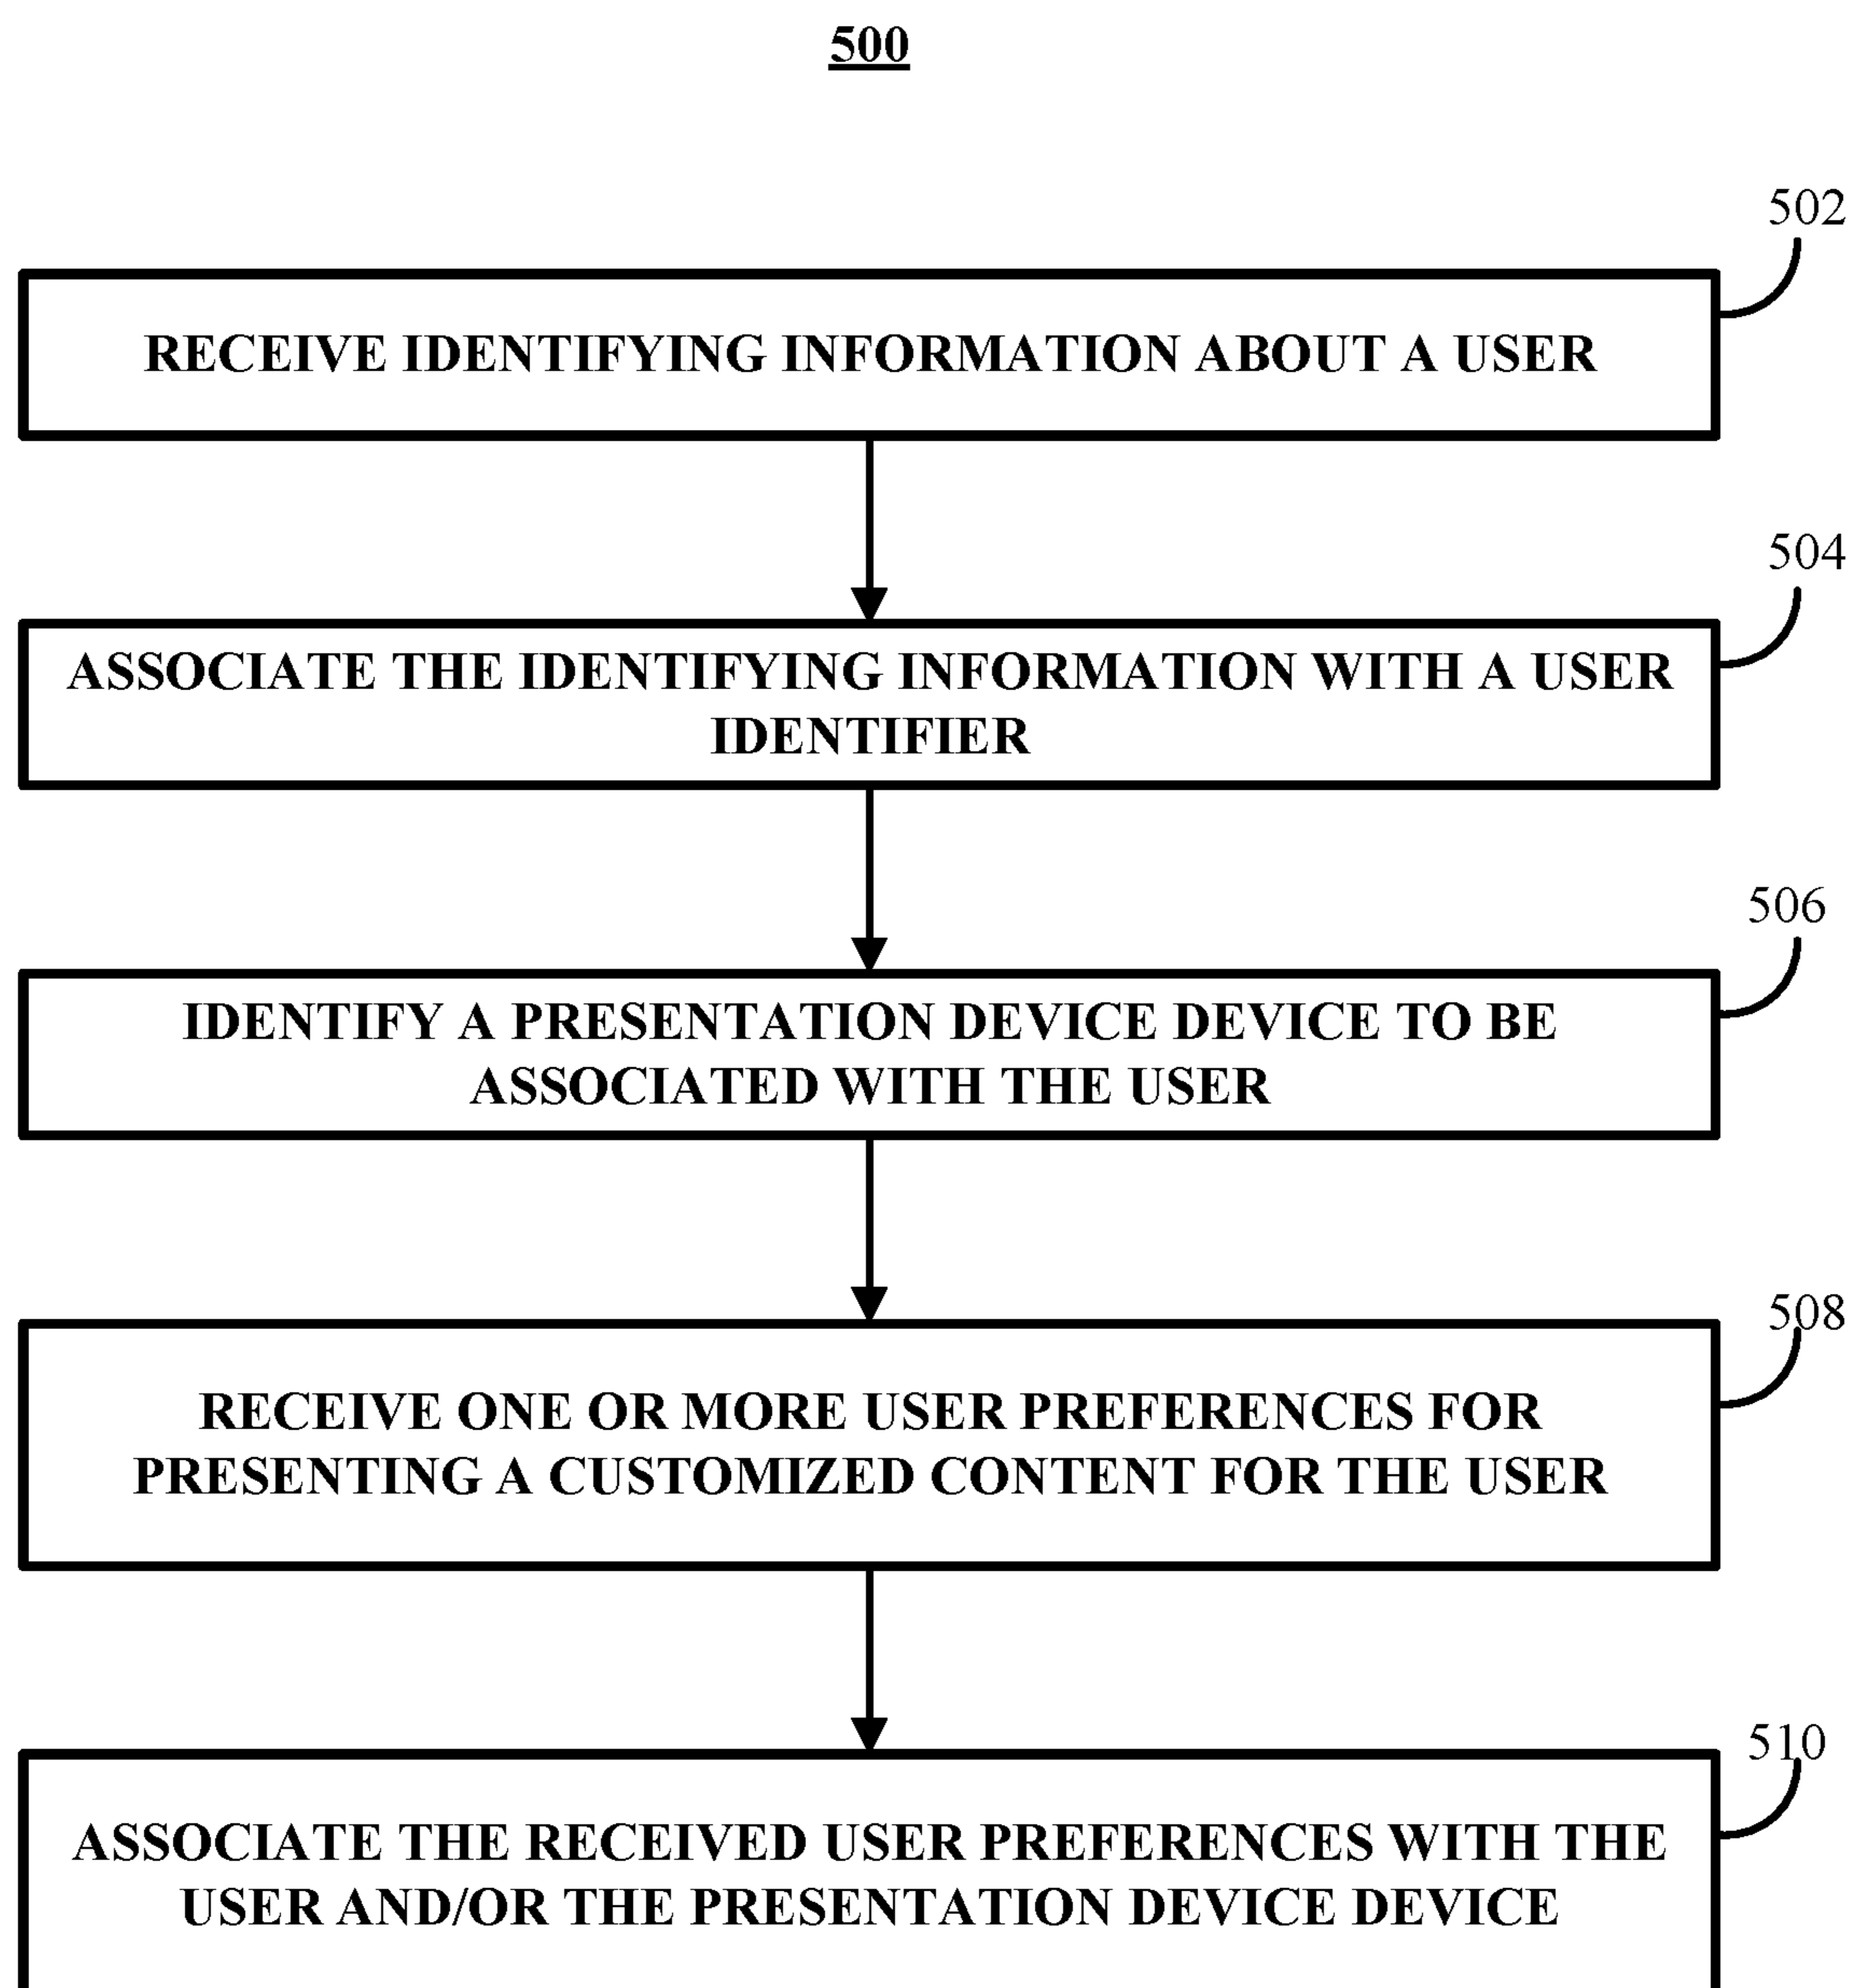 500
502
RECEIVE IDENTIFYING INFORMATION ABOUT A USER
504
ASSOCIATE THE IDENTIFYING INFORMATION WITH A USER
IDENTIFIER
506
IDENTIFY A PRESENTATION DEVICE DEVICE TO BE
ASSOCIATED WITH THE USER
508
RECEIVE ONE OR MORE USER PREFERENCES FOR
PRESENTING A CUSTOMIZED CONTENT FOR THE USER
510
ASSOCIATE THE RECEIVED USER PREFERENCES WITH THE
USER AND/OR THE PRESENTATION DEVICE DEVICE